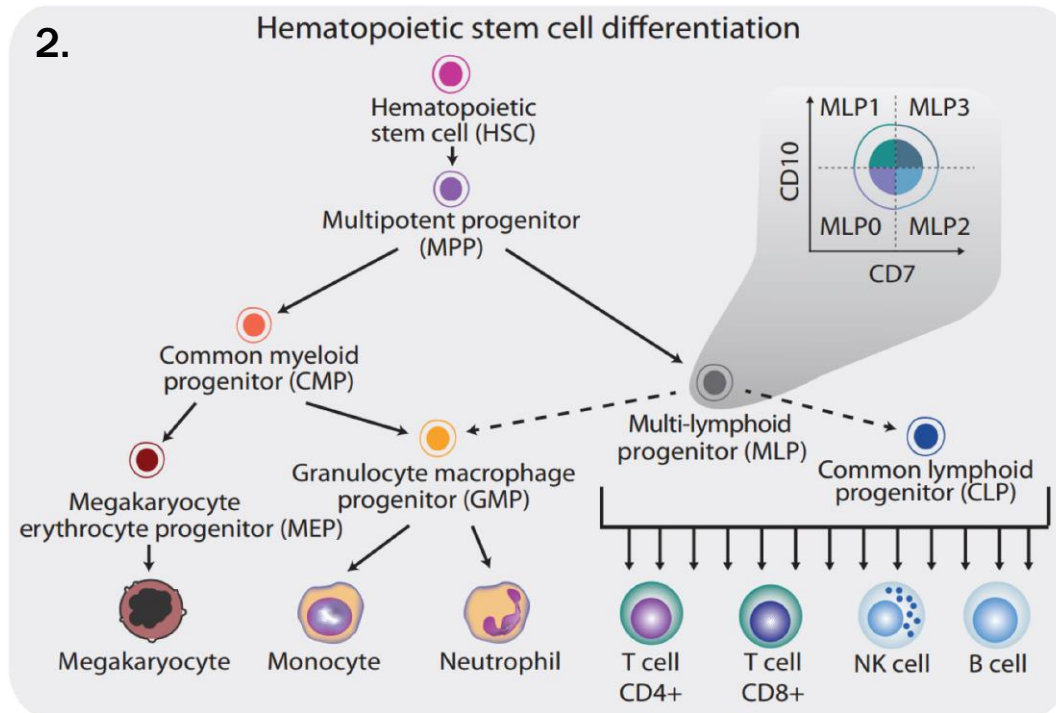 2.
Hematopoietic stem cell differentiation
Hematopoietic
stem cell (HSC)
Multipotent progenitor
(MPP)
MLP1 MLP3
CD10
MLP0 MLP2
CD7
Common myeloid
progenitor (CMP)
Multi-lymphoid
progenitor (MLP)
Common lymphoid
progenitor (CLP)
Granulocyte macrophage
progenitor (GMP)
Megakaryocyte
erythrocyte progenitor (MEP)
Megakaryocyte
Monocyte
Neutrophil
T cell
CD4+
T cell
CD8+
NK cell
B cell